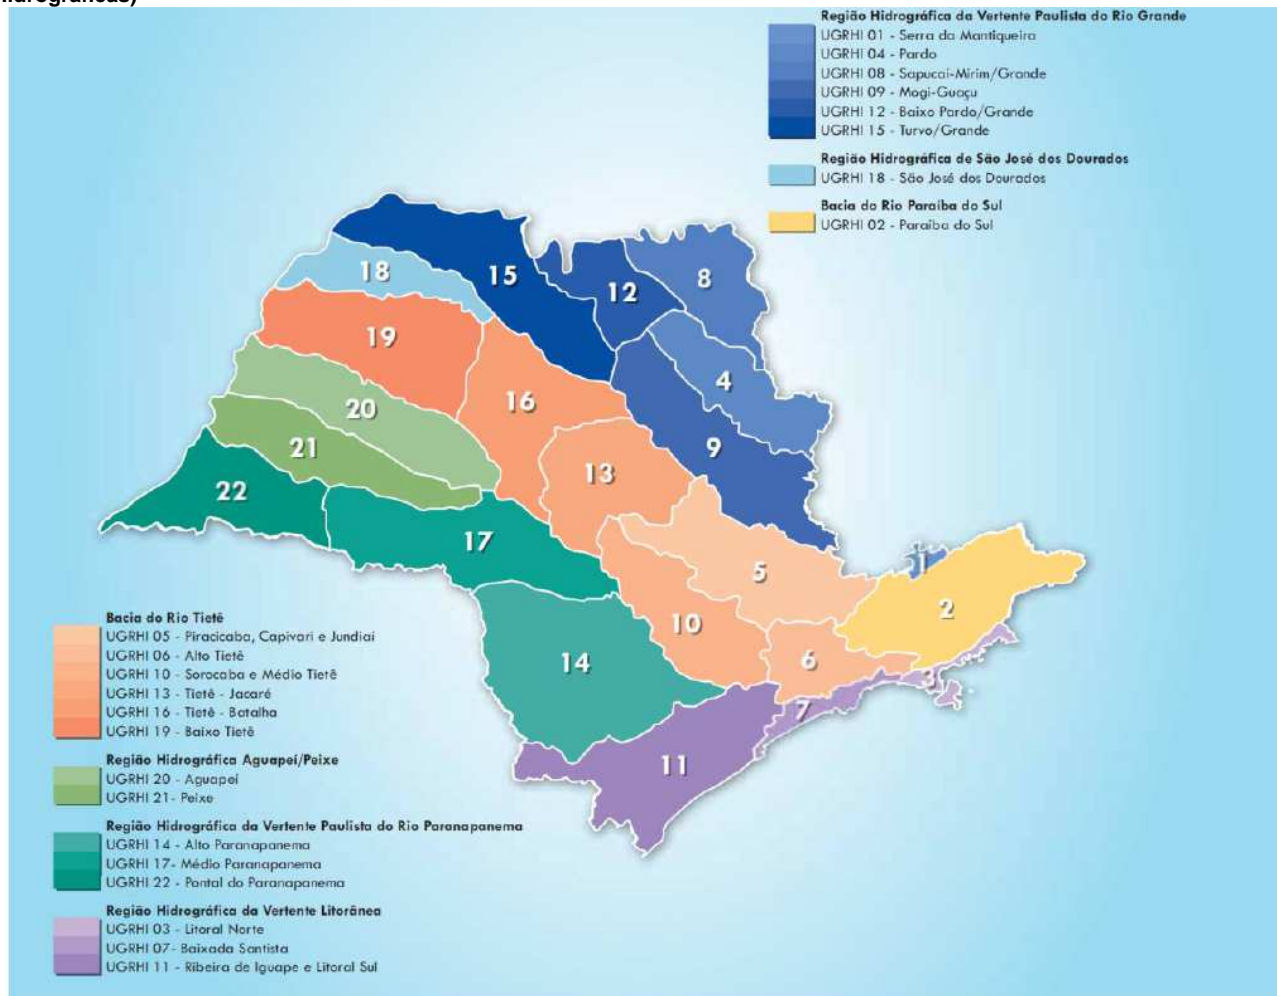 idrográficas)
Região Hidrográfica da Vertente Paulista do Rio Grande
UGRHI 01 - Serra da Mantiqueira
UGRHI 04 - Pardo
UGRHI 08 - Sapucaí-Mirim/Grande
UGRHI 09 - Mogi-Guaçu
UGRHI 12 - Baixo Pardo/Grande
UGRHI 15 - Turvo/Grande
Região Hidrográfica de São José dos Dourados
UGRHI 18 - São José dos Dourados
Bacia do Rio Paraíba do Sul
UGRHI 02 - Paraíba do Sul
18
15
12
8
19
4
20
16
9
21
13
22
17
5
1
2
10
14
6
3
7
11
Bacia do Rio Tietê
UGRHI 05 - Piracicaba, Capivari e Jundiaí
UGRHI 06 - Alto Tietê
UGRHI 10 - Sorocaba e Médio Tietê
UGRHI 13 - Tietê - Jacaré
UGRHI 16 - Tietê - Batalha
UGRHI 19 - Baixo Tietê
Região Hidrográfica Aguapeí/Peixe
UGRHI 20 - Aguapeí
UGRHI 21- Peixe
Região Hidrográfica da Vertente Paulista do Rio Paranapanema
UGRHI 14 - Alto Paranapanema
UGRHI 17- Médio Paranapanema
UGRHI 22 - Pontal do Paranapanema
Região Hidrográfica da Vertente Litorânea
UGRHI 03 - Litoral Norte
UGRHI 07- Baixada Santista
UGRHI 11 - Ribeira de Iguape e Litoral Sul